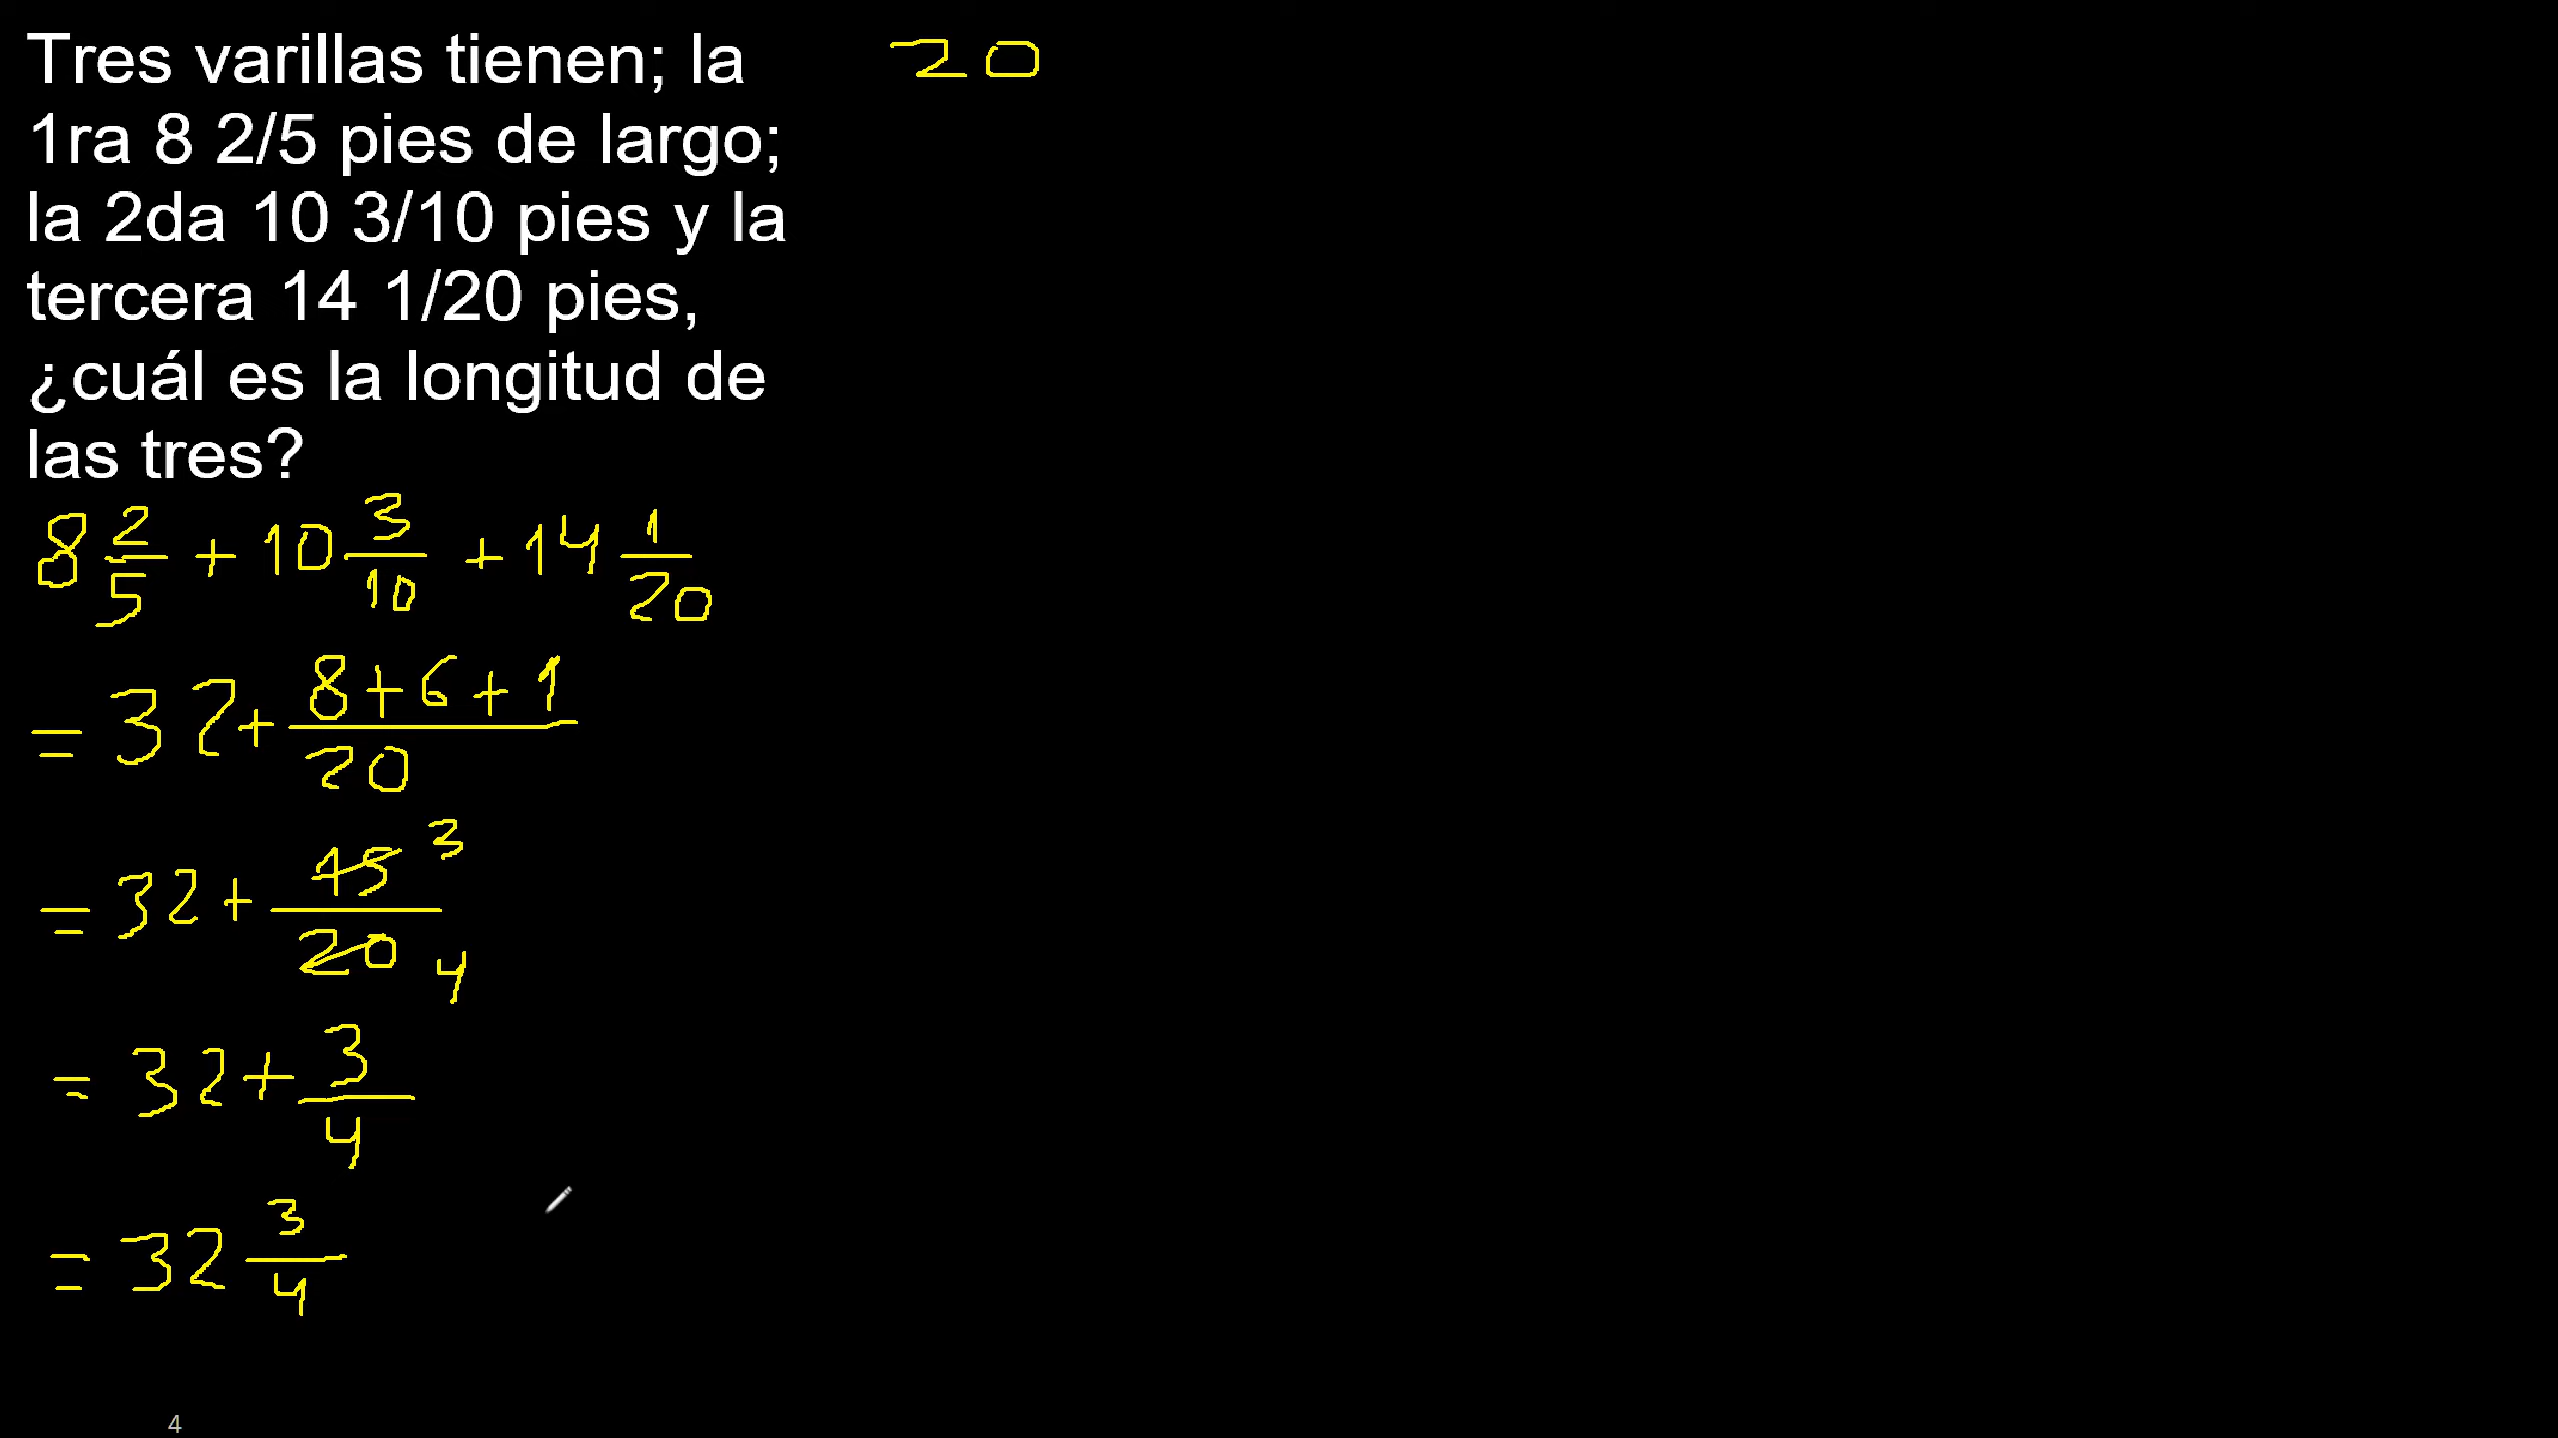 Tres varillas tienen; la
1ra 8 2/5 pies de largo;
la 2da 10 3/10 pies y la
tercera 14 1/20 pies,
¿cuál es la longitud de
las tres?
20
8 2/5 + 10 3/10 + 14 1/20
= 32 + 8+6+1/20
= 32 + 15/20 3/4
= 32 + 3/4
= 32 3/4
4